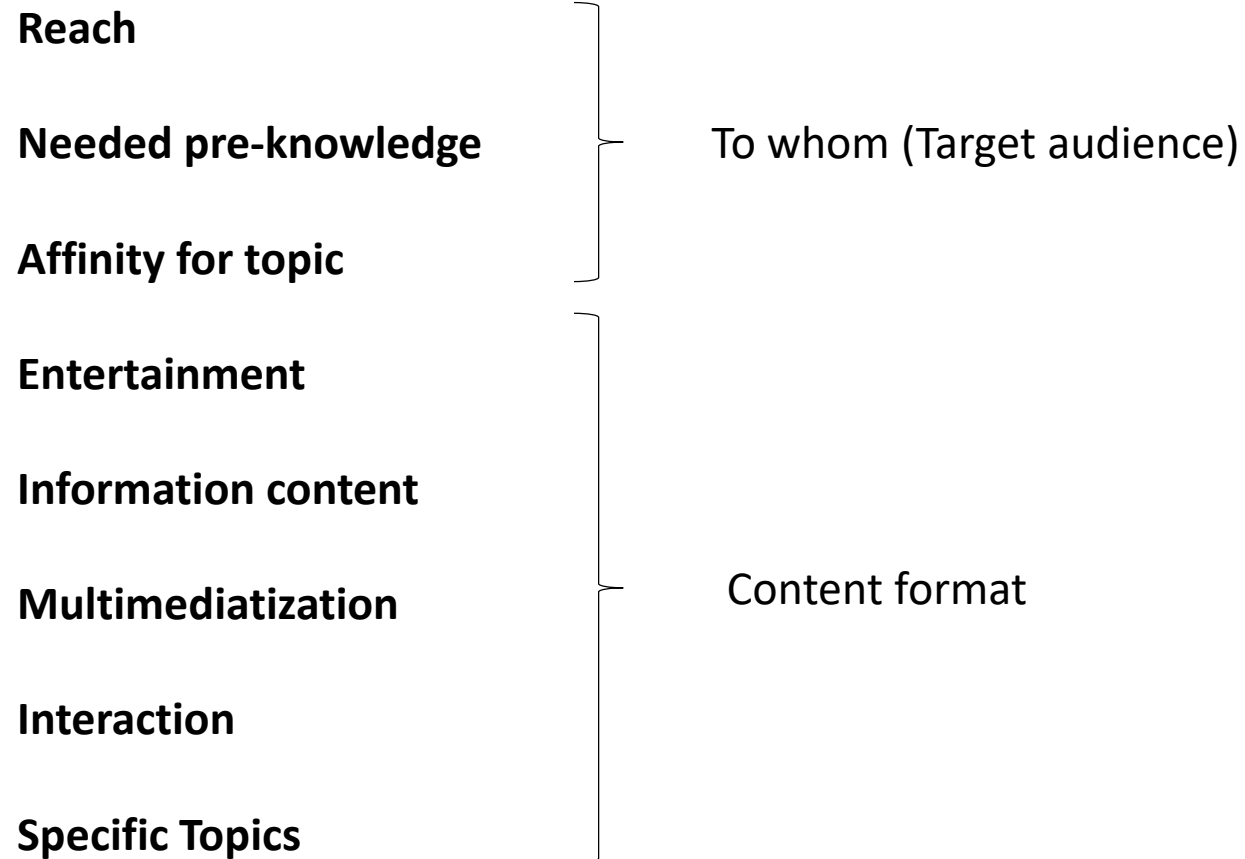 Reach
Needed pre-knowledge
To whom (Target audience)
Affinity for topic
Entertainment
Information content
Multimediatization
Content format
Interaction
Specific Topics